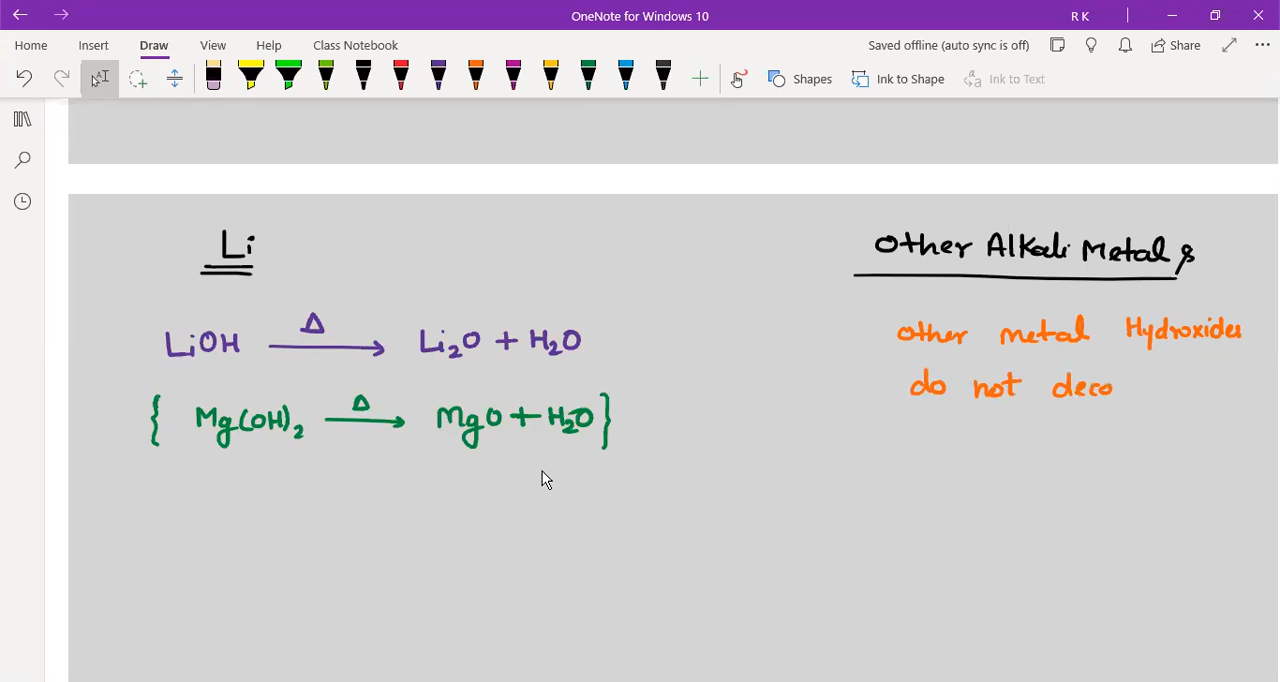 OneNote for Windows 10
R K
Home Insert Draw View Help Class Notebook
Saved offline (auto sync is off)
Share
Shapes
Ink to Shape
Ink to Text
Li
Other Alkali Metals
LiOH Δ→ Li₂O + H₂O
other metal Hydroxides
do not deco
{ Mg(OH)₂ Δ→ MgO + H₂O }